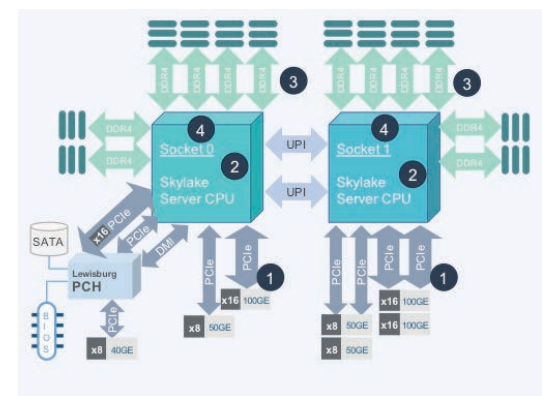 DDR4 DDR4 DDR4 DDR4
3
DDR4 DDR4 DDR4 DDR4
3
DDR4
DDR4
4
Socket 0
2
Skylake
Server CPU
UPI
UPI
4
Socket 1
2
Skylake
Server CPU
DDR4
DDR4
x16 PCIe
PCIe
DMI
SATA
Lewisburg
PCH
BIOS
PCIe
x8 40GE
PCIe
PCIe
1
x16 100GE
x8 50GE
PCIe
PCIe
PCIe
PCIe
1
x16 100GE
x16 100GE
x8 50GE
x8 50GE